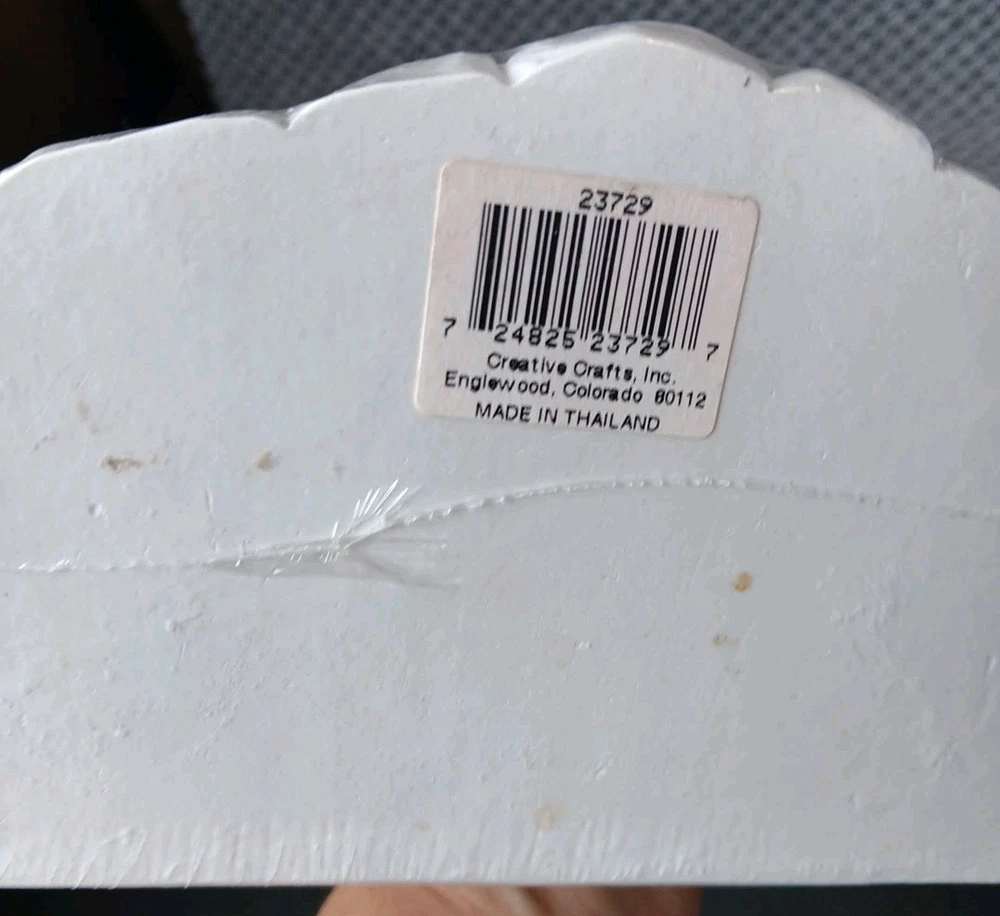 23729
7 24825 23729 7
Creative Crafts, Inc.
Englewood, Colorado 80112
MADE IN THAILAND